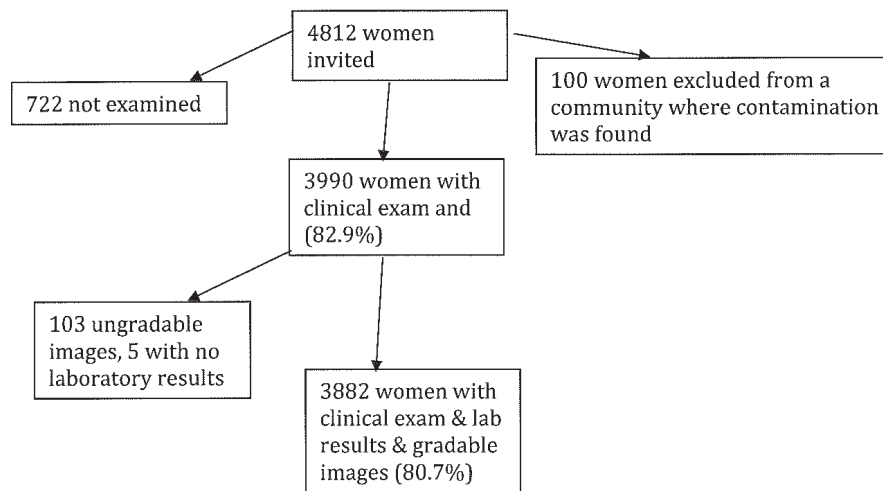 4812 women
invited
722 not examined
100 women excluded from a
community where contamination
was found
3990 women with
clinical exam and
(82.9%)
103 ungradable
images, 5 with no
laboratory results
3882 women with
clinical exam & lab
results & gradable
images (80.7%)